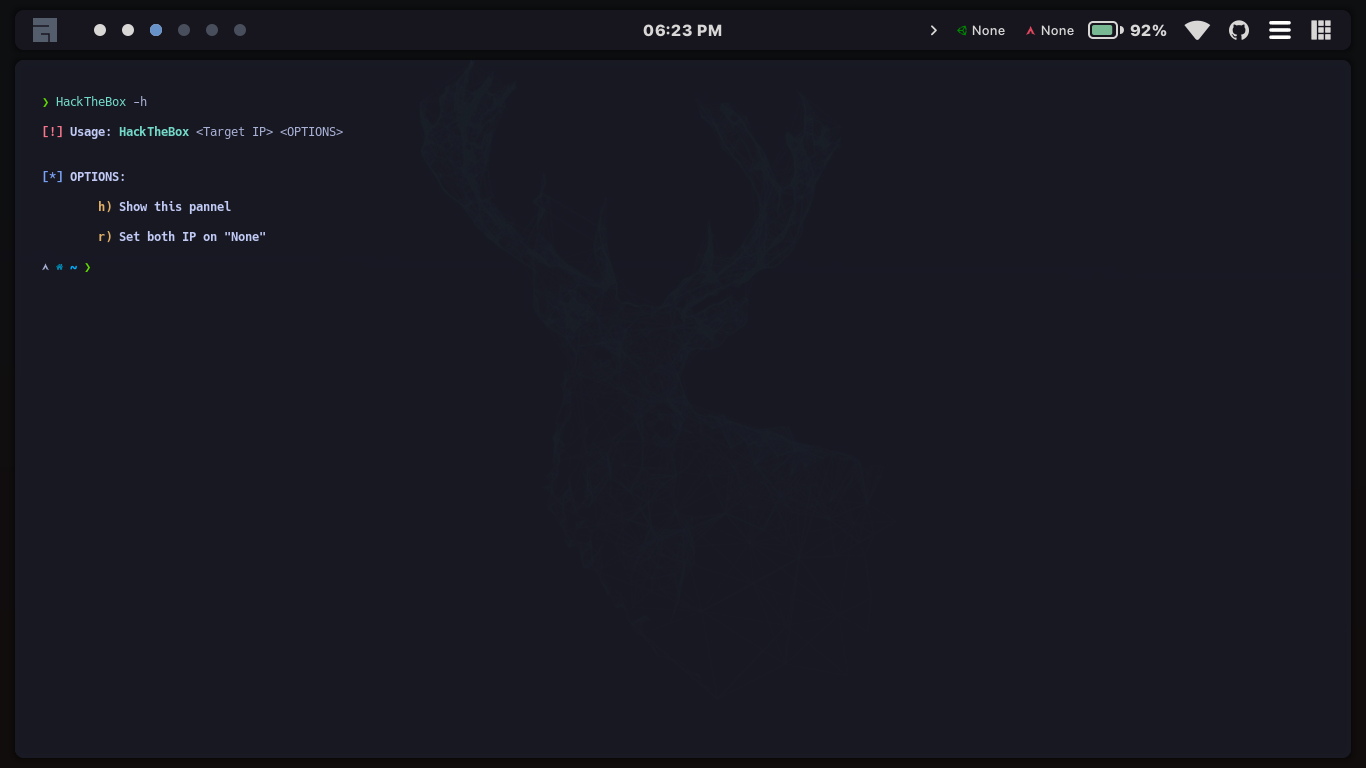 06:23 PM
None
None
92%
❯ HackTheBox -h
[!] Usage: HackTheBox <Target IP> <OPTIONS>
[*] OPTIONS:
h) Show this pannel
r) Set both IP on "None"
~ ❯